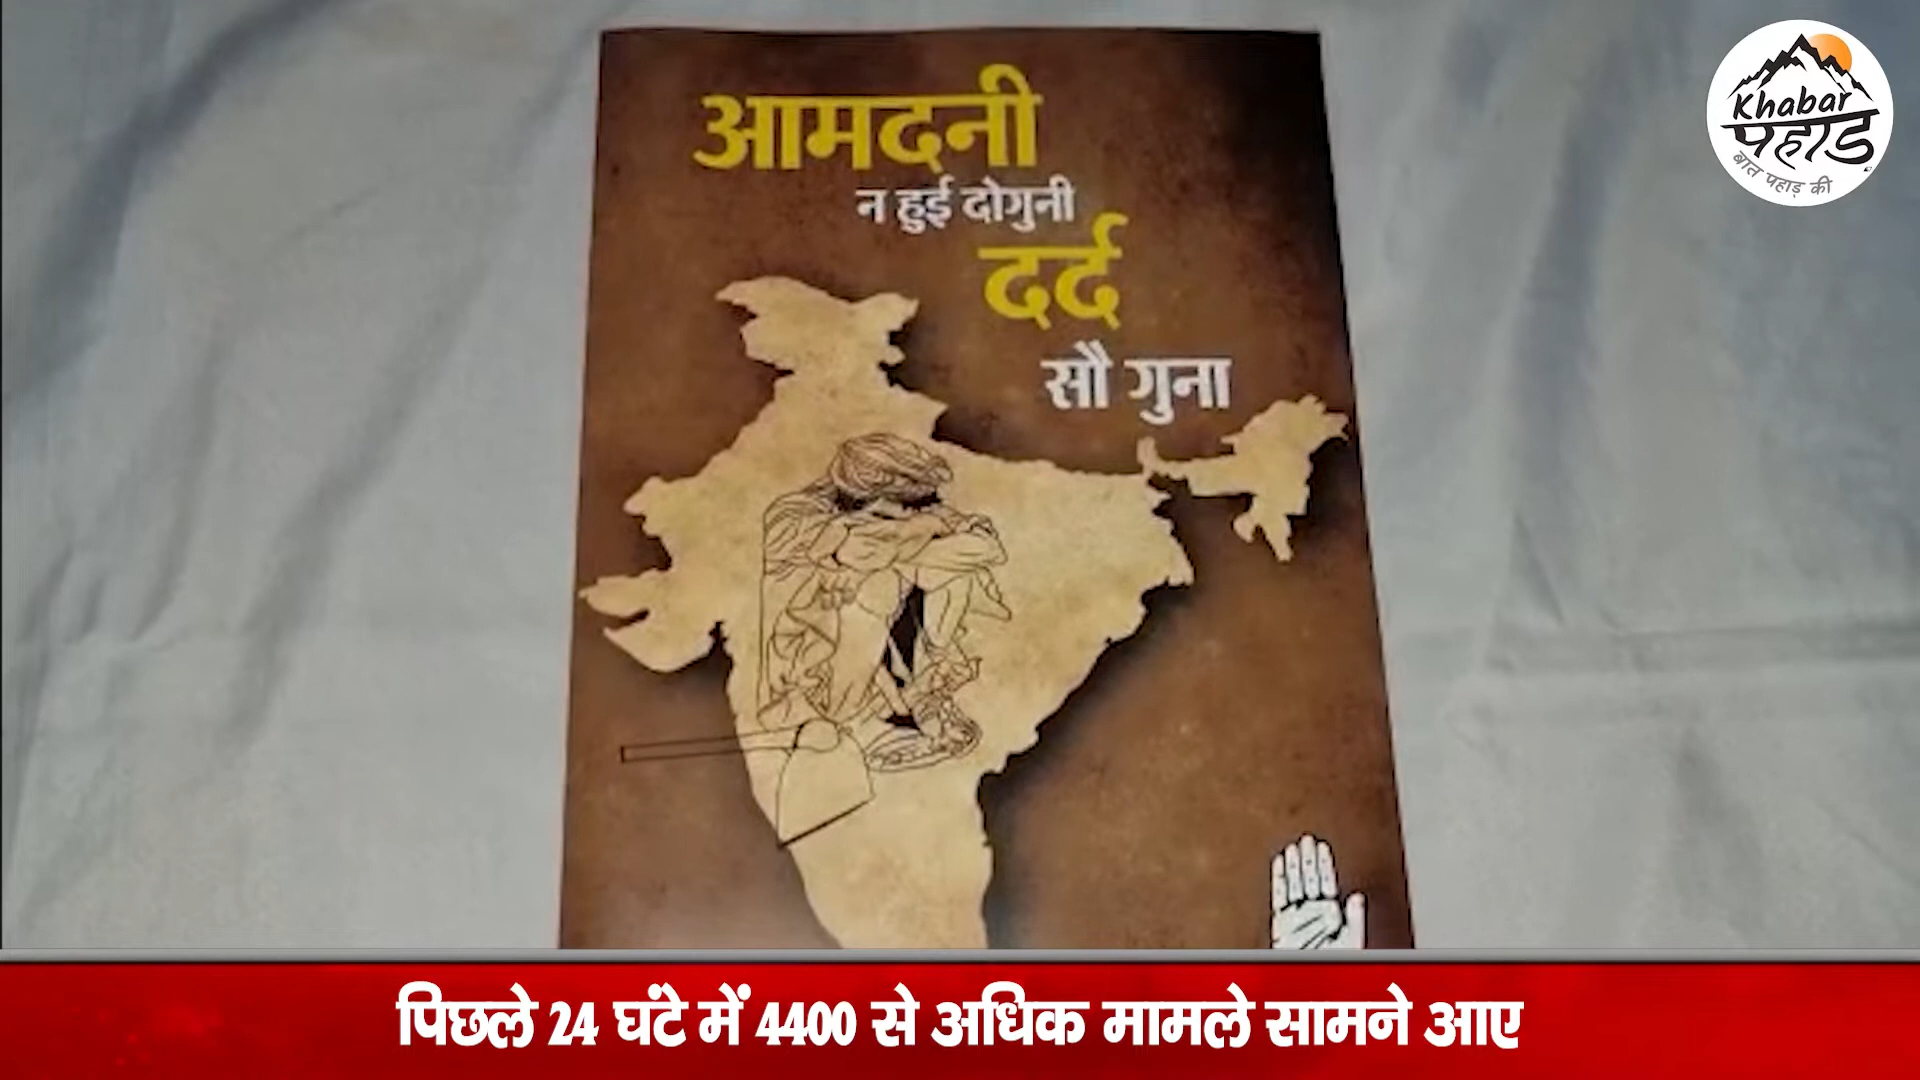 आमदनी
न हुई दोगुनी
दर्द
सौ गुना
Khabar
पहाड़
बात पहाड़ की
पिछले 24 घंटे में 4400 से अधिक मामले सामने आए